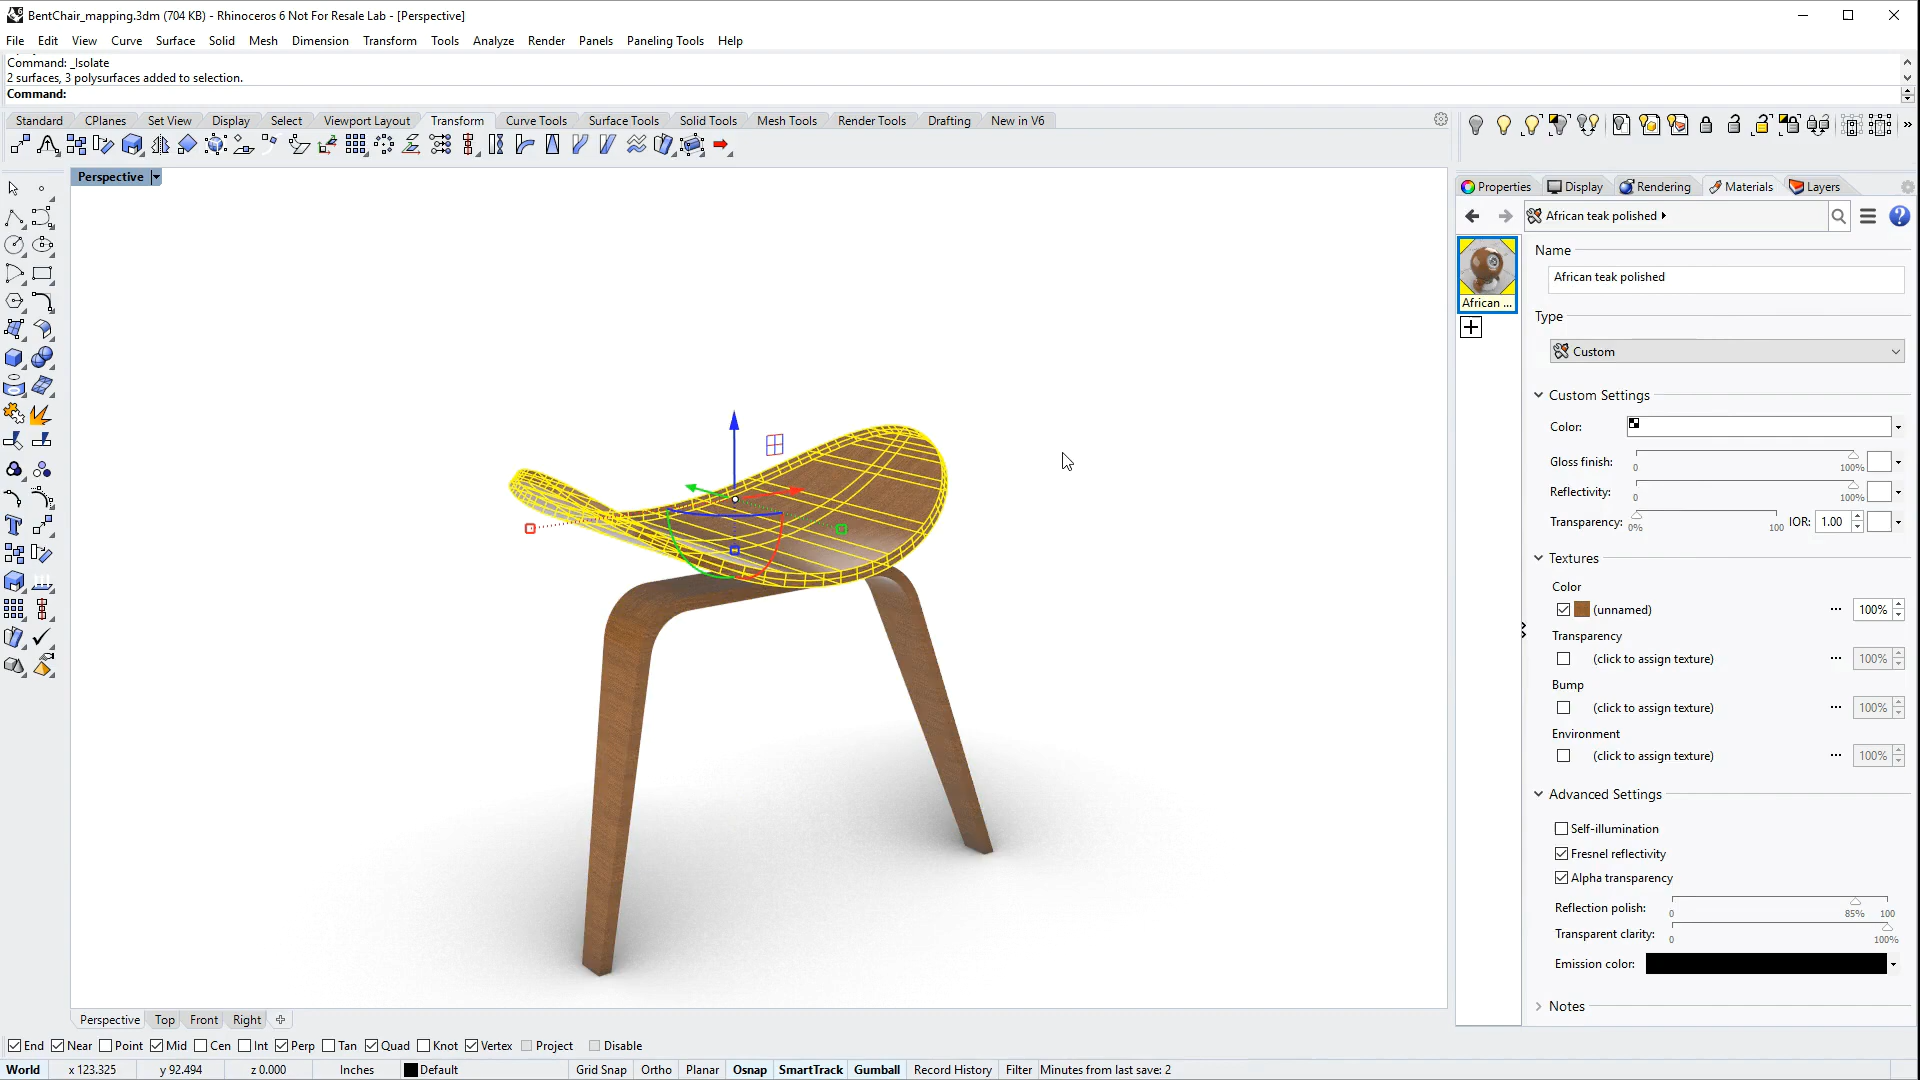 BentChair_mapping.3dm (704 KB) - Rhinoceros 6 Not For Resale Lab - [Perspective]
File Edit View Curve Surface Solid Mesh Dimension Transform Tools Analyze Render Panels Paneling Tools Help
Command: _Isolate
2 surfaces, 3 polysurfaces added to selection.
Command:
Standard CPlanes Set View Display Select Viewport Layout Transform Curve Tools Surface Tools Solid Tools Mesh Tools Render Tools Drafting New in V6
Perspective
Properties Display Rendering Materials Layers
African teak polished
African ...
Name
African teak polished
Type
Custom
Custom Settings
Color:
Gloss finish: 0 100%
Reflectivity: 0 100%
Transparency: 0% 100 IOR: 1.00
Textures
Color
(unnamed) ... 100%
Transparency
(click to assign texture) ... 100%
Bump
(click to assign texture) ... 100%
Environment
(click to assign texture) ... 100%
Advanced Settings
Self-illumination
Fresnel reflectivity
Alpha transparency
Reflection polish: 0 85% 100
Transparent clarity: 0 100%
Emission color:
Notes
Perspective Top Front Right
End Near Point Mid Cen Int Perp Tan Quad Knot Vertex Project Disable
World x 123.325 y 92.494 z 0.000 Inches Default Grid Snap Ortho Planar Osnap SmartTrack Gumball Record History Filter Minutes from last save: 2